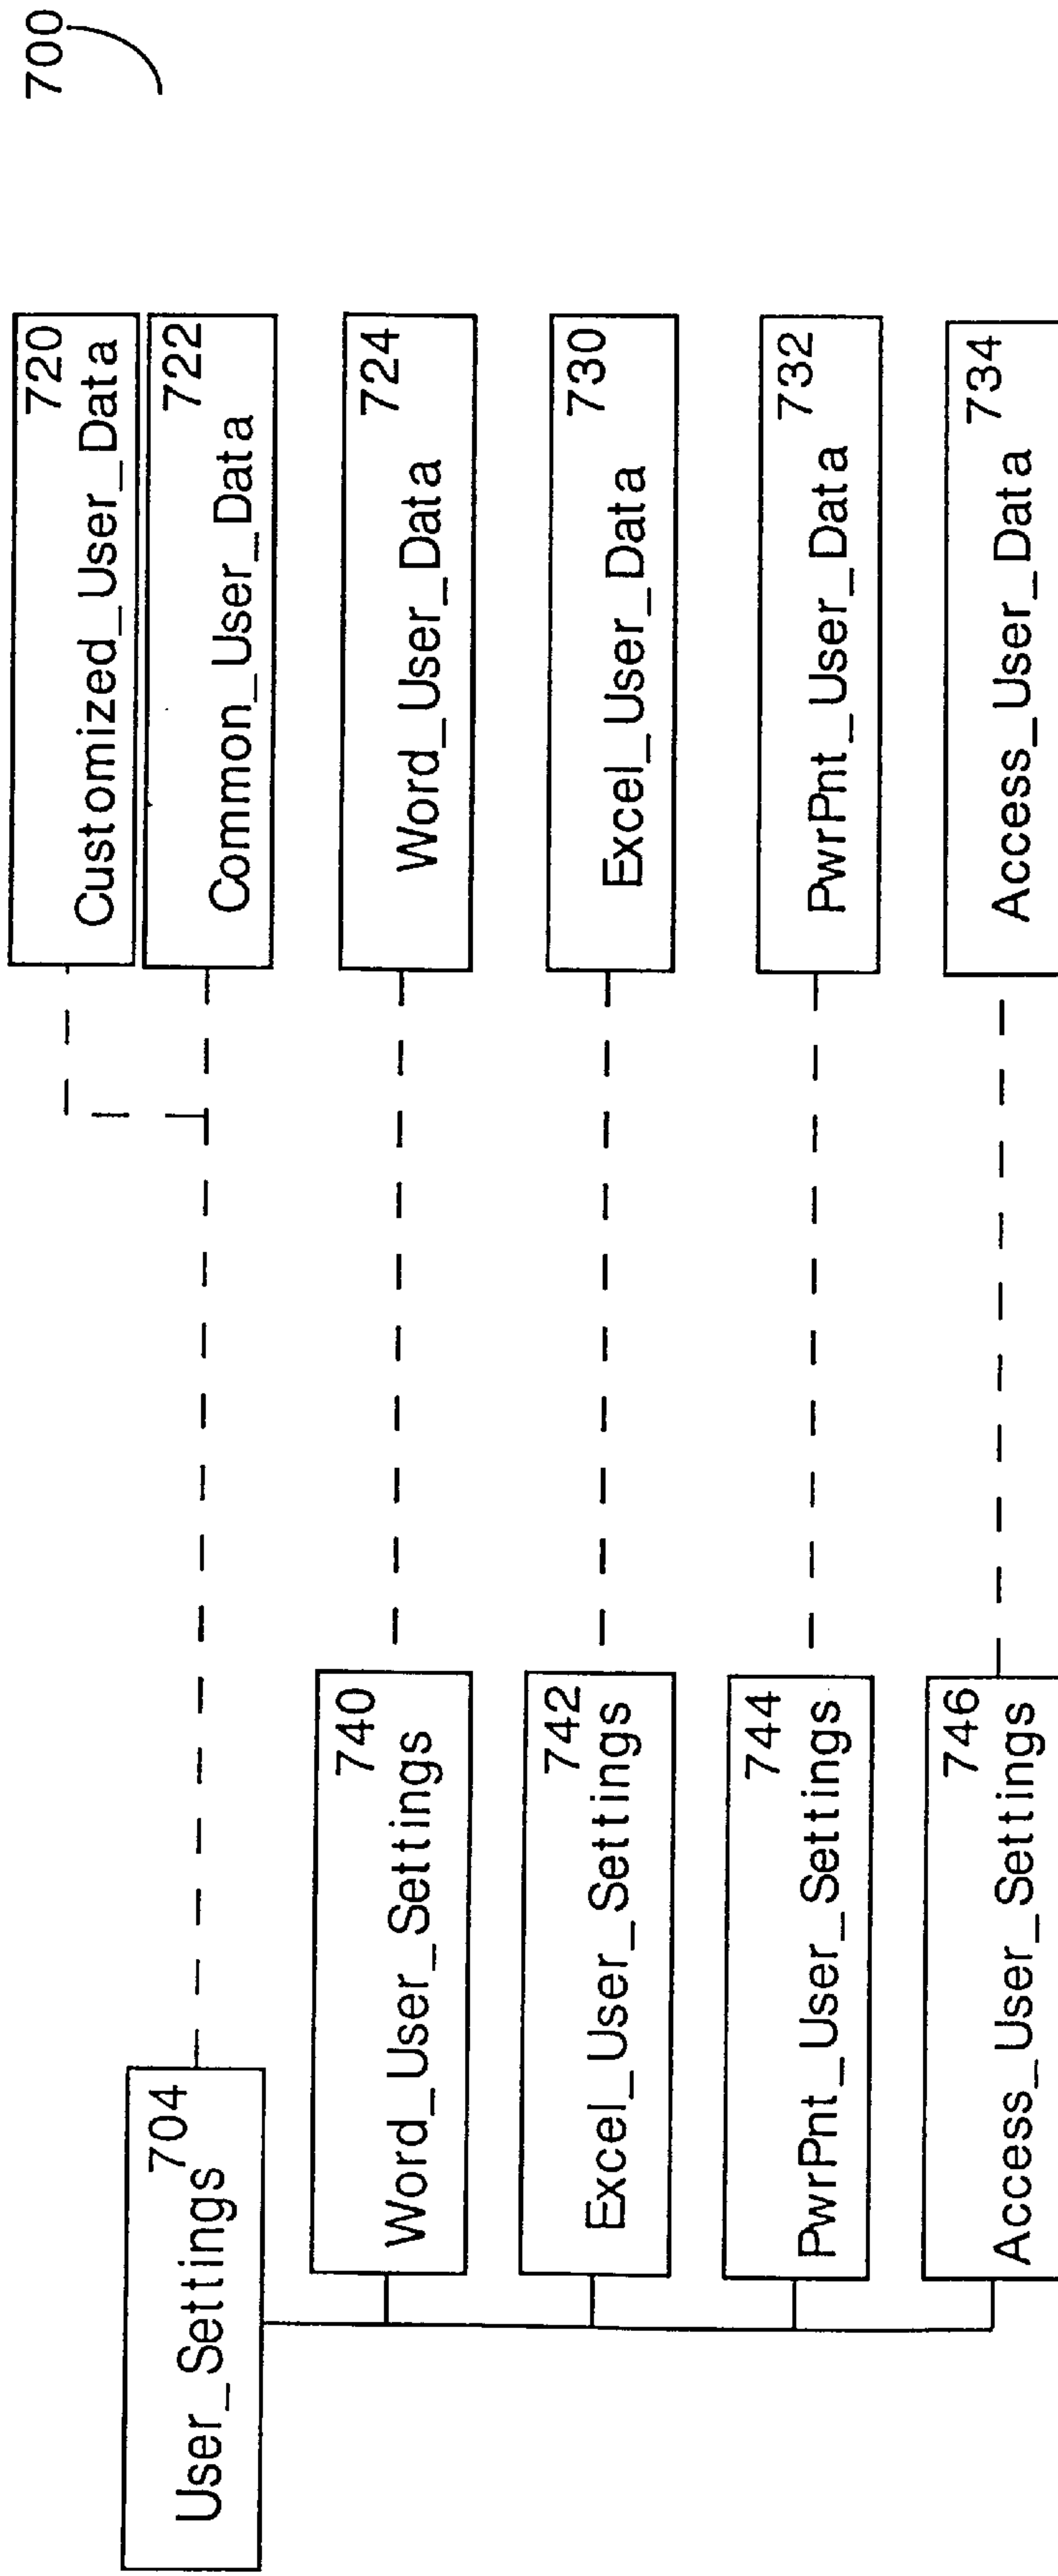 700
720
Customized_User_Data
704
User_Settings
722
Common_User_Data
740
Word_User_Settings
724
Word_User_Data
742
Excel_User_Settings
730
Excel_User_Data
744
PwrPnt_User_Settings
732
PwrPnt_User_Data
746
Access_User_Settings
734
Access_User_Data